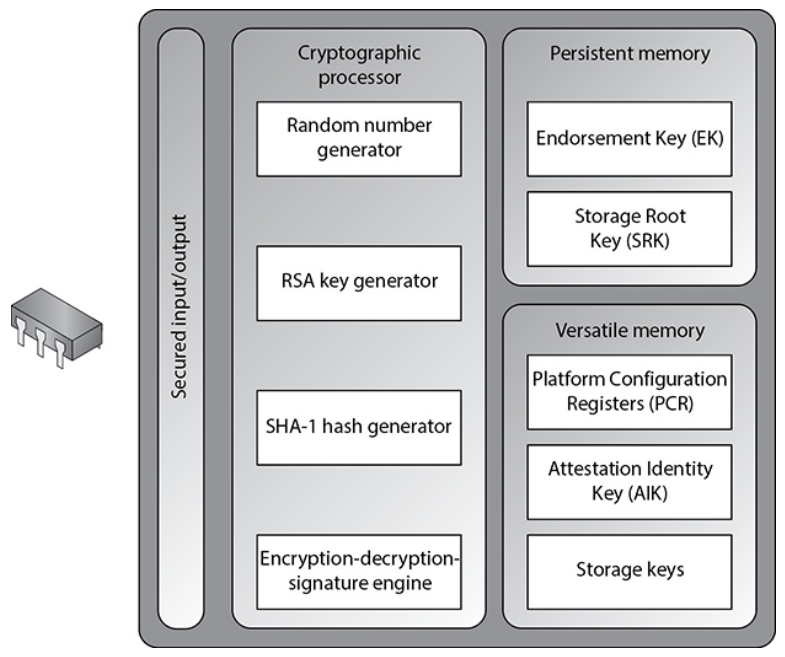 Secured input/output
Cryptographic
processor
Random number
generator
RSA key generator
SHA-1 hash generator
Encryption-decryption-
signature engine
Persistent memory
Endorsement Key (EK)
Storage Root
Key (SRK)
Versatile memory
Platform Configuration
Registers (PCR)
Attestation Identity
Key (AIK)
Storage keys